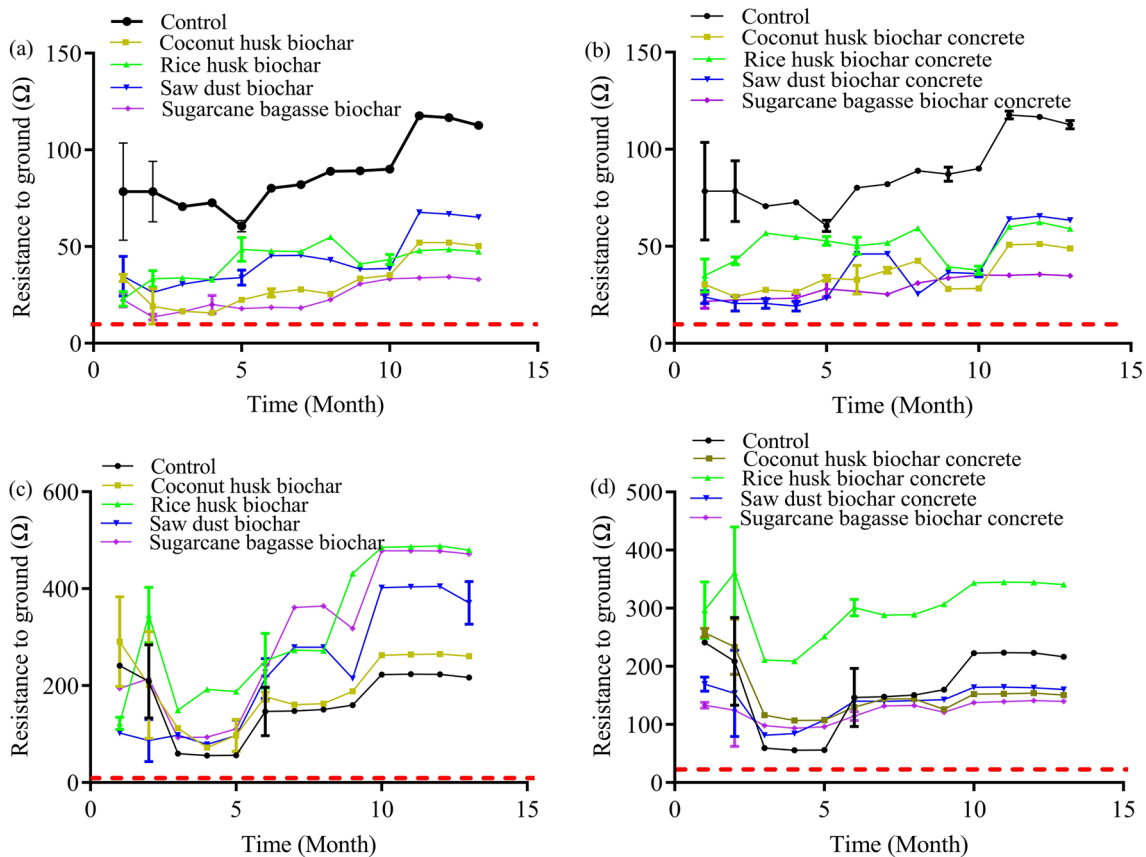 (a)
Control
Coconut husk biochar
Rice husk biochar
Saw dust biochar
Sugarcane bagasse biochar
Resistance to ground (Ω)
150
100
50
0
0 5 10 15
Time (Month)
(b)
Control
Coconut husk biochar concrete
Rice husk biochar concrete
Saw dust biochar concrete
Sugarcane bagasse biochar concrete
Resistance to ground (Ω)
150
100
50
0
0 5 10 15
Time (Month)
(c)
Control
Coconut husk biochar
Rice husk biochar
Saw dust biochar
Sugarcane bagasse biochar
Resistance to ground (Ω)
600
400
200
0
0 5 10 15
Time (Month)
(d)
Control
Coconut husk biochar concrete
Rice husk biochar concrete
Saw dust biochar concrete
Sugarcane bagasse biochar concrete
Resistance to ground (Ω)
500
400
300
200
100
0
0 5 10 15
Time (Month)